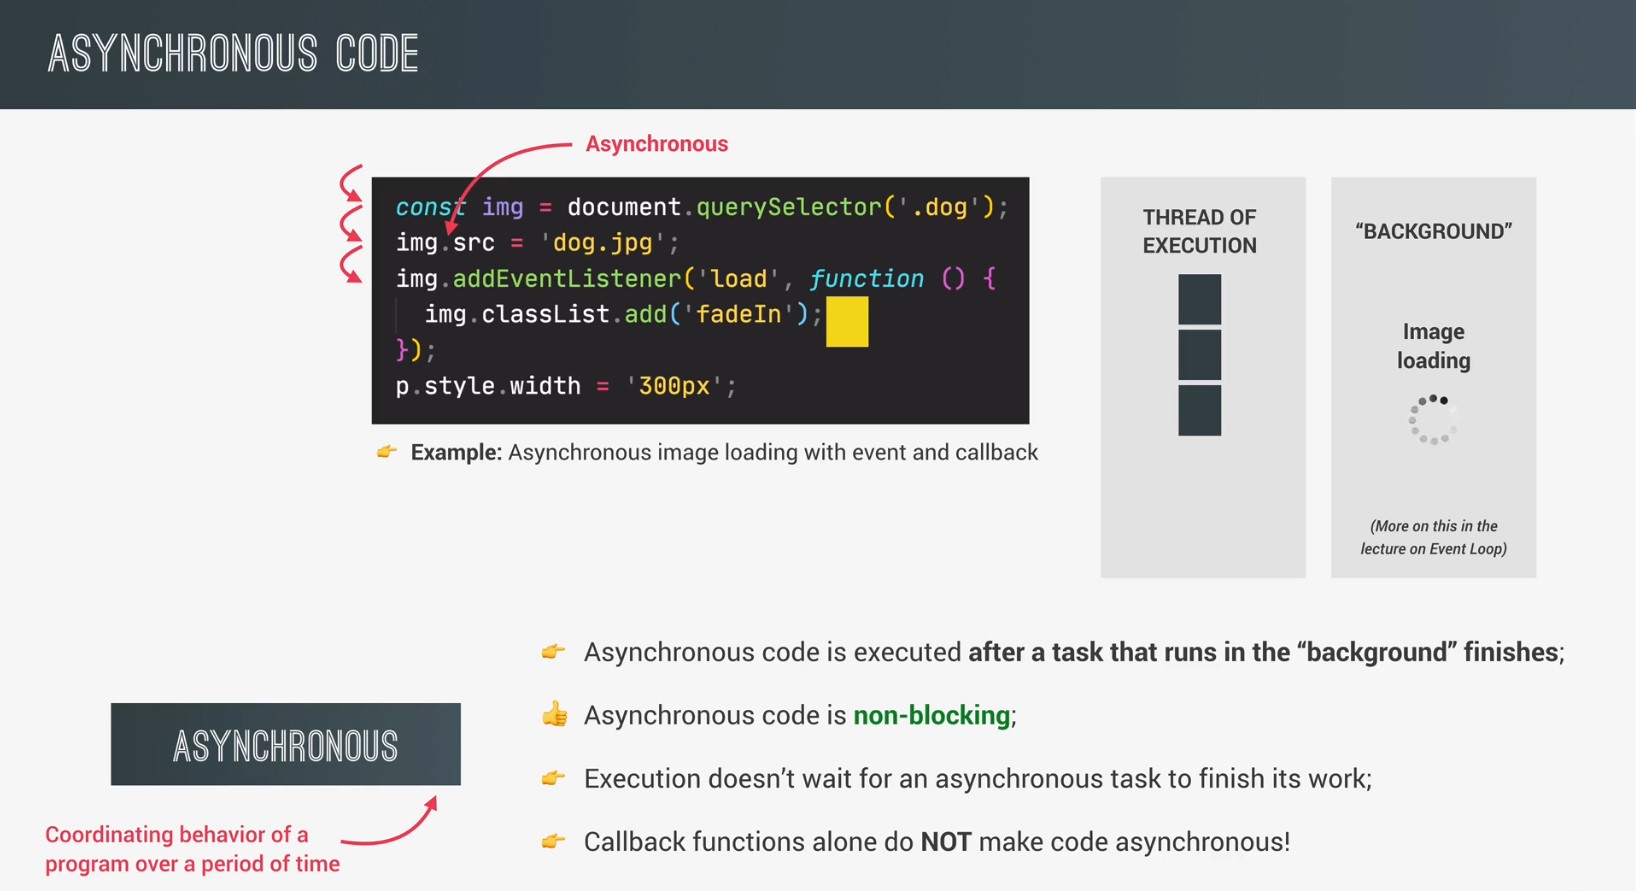 ASYNCHRONOUS CODE
Asynchronous
const img = document.querySelector('.dog');
img.src = 'dog.jpg';
img.addEventListener('load', function () {
  img.classList.add('fadeIn');
});
p.style.width = '300px';
👉 Example: Asynchronous image loading with event and callback
THREAD OF
EXECUTION
“BACKGROUND”
Image
loading
(More on this in the
lecture on Event Loop)
👉 Asynchronous code is executed after a task that runs in the “background” finishes;
👍 Asynchronous code is non-blocking;
👉 Execution doesn’t wait for an asynchronous task to finish its work;
👉 Callback functions alone do NOT make code asynchronous!
ASYNCHRONOUS
Coordinating behavior of a
program over a period of time